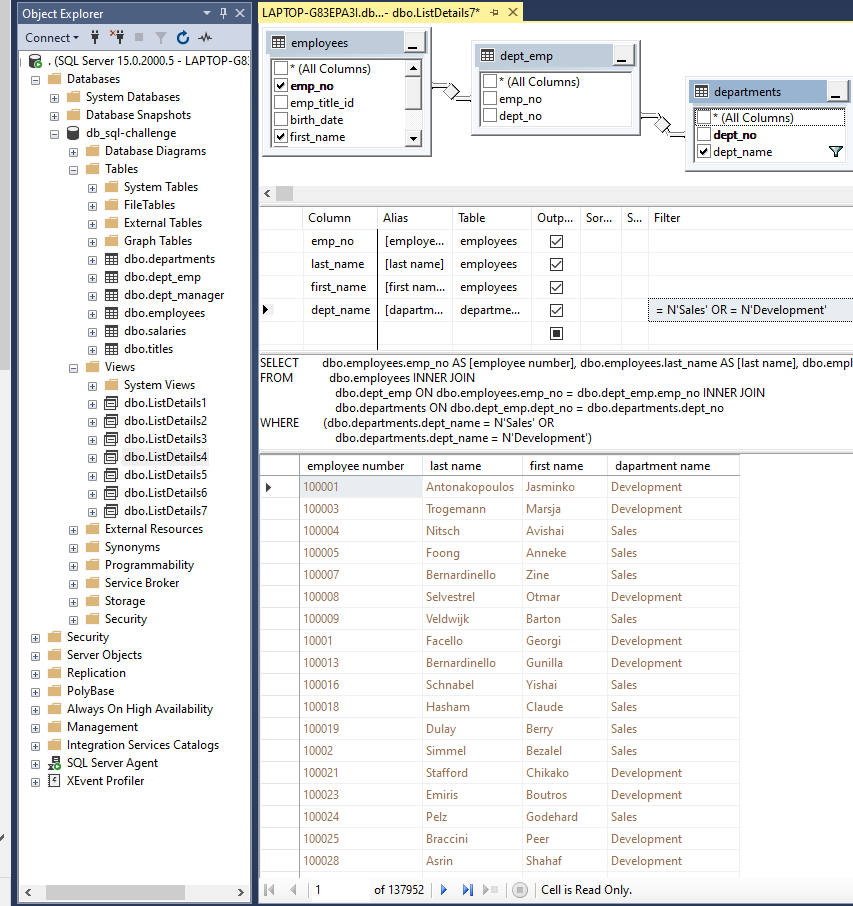 Object Explorer
Connect
. (SQL Server 15.0.2000.5 - LAPTOP-G8
Databases
System Databases
Database Snapshots
db_sql-challenge
Database Diagrams
Tables
System Tables
FileTables
External Tables
Graph Tables
dbo.departments
dbo.dept_emp
dbo.dept_manager
dbo.employees
dbo.salaries
dbo.titles
Views
System Views
dbo.ListDetails1
dbo.ListDetails2
dbo.ListDetails3
dbo.ListDetails4
dbo.ListDetails5
dbo.ListDetails6
dbo.ListDetails7
External Resources
Synonyms
Programmability
Service Broker
Storage
Security
Security
Server Objects
Replication
PolyBase
Always On High Availability
Management
Integration Services Catalogs
SQL Server Agent
XEvent Profiler
LAPTOP-G83EPA3I.db...- dbo.ListDetails7*
employees
* (All Columns)
emp_no
emp_title_id
birth_date
first_name
dept_emp
* (All Columns)
emp_no
dept_no
departments
* (All Columns)
dept_no
dept_name
Column Alias Table Outp... Sor... S... Filter
emp_no [employe... employees
last_name [last name] employees
first_name [first nam... employees
dept_name [dapartm... departme... = N'Sales' OR = N'Development'
SELECT dbo.employees.emp_no AS [employee number], dbo.employees.last_name AS [last name], dbo.empl
FROM dbo.employees INNER JOIN
dbo.dept_emp ON dbo.employees.emp_no = dbo.dept_emp.emp_no INNER JOIN
dbo.departments ON dbo.dept_emp.dept_no = dbo.departments.dept_no
WHERE (dbo.departments.dept_name = N'Sales' OR
dbo.departments.dept_name = N'Development')
employee number last name first name dapartment name
100001 Antonakopoulos Jasminko Development
100003 Trogemann Marsja Development
100004 Nitsch Avishai Sales
100005 Foong Anneke Sales
100007 Bernardinello Zine Sales
100008 Selvestrel Otmar Development
100009 Veldwijk Barton Sales
10001 Facello Georgi Development
100013 Bernardinello Gunilla Development
100016 Schnabel Yishai Sales
100018 Hasham Claude Sales
100019 Dulay Berry Sales
10002 Simmel Bezalel Sales
100021 Stafford Chikako Development
100023 Emiris Boutros Development
100024 Pelz Godehard Sales
100025 Braccini Peer Development
100028 Asrin Shahaf Development
1 of 137952 Cell is Read Only.